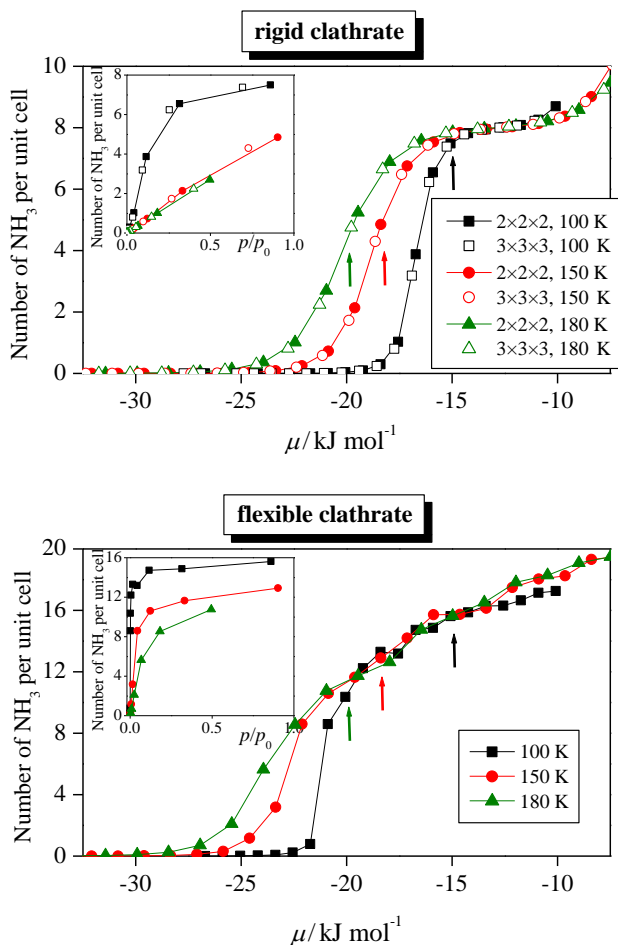 rigid clathrate
Number of NH3 per unit cell
10
8
6
4
2
0
-30
-25
-20
-15
-10
μ/kJ mol-1
Number of NH3 per unit cell
8
6
4
2
0
0.0
0.5
1.0
p/p0
2×2×2, 100 K
3×3×3, 100 K
2×2×2, 150 K
3×3×3, 150 K
2×2×2, 180 K
3×3×3, 180 K
flexible clathrate
Number of NH3 per unit cell
20
16
12
8
4
0
-30
-25
-20
-15
-10
μ/kJ mol-1
Number of NH3 per unit cell
16
12
8
4
0
0.0
0.5
1.0
p/p0
100 K
150 K
180 K